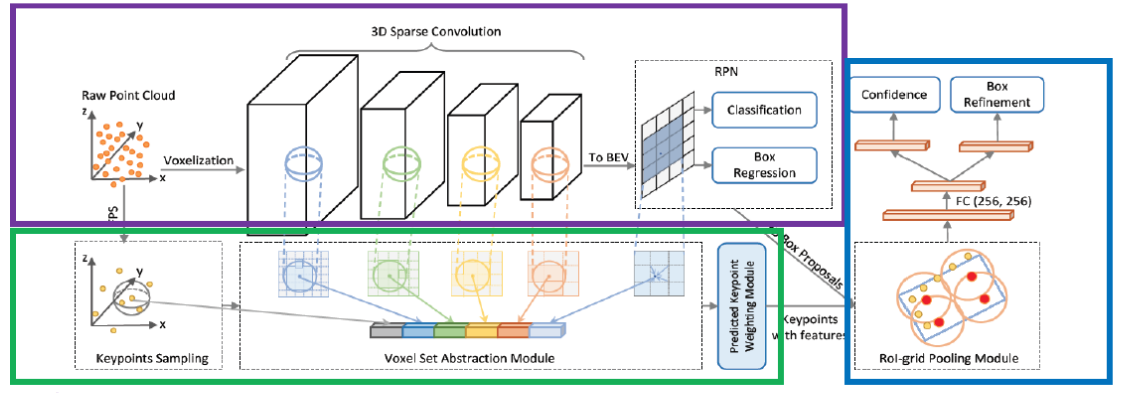 3D Sparse Convolution
Raw Point Cloud
z
y
x
Voxelization
To BEV
RPN
Classification
Box
Regression
Confidence
Box
Refinement
FC (256, 256)
FPS
z
y
x
Keypoints Sampling
Voxel Set Abstraction Module
Predicted Keypoint
Weighting Module
Box Proposals
Keypoints
with features
RoI-grid Pooling Module